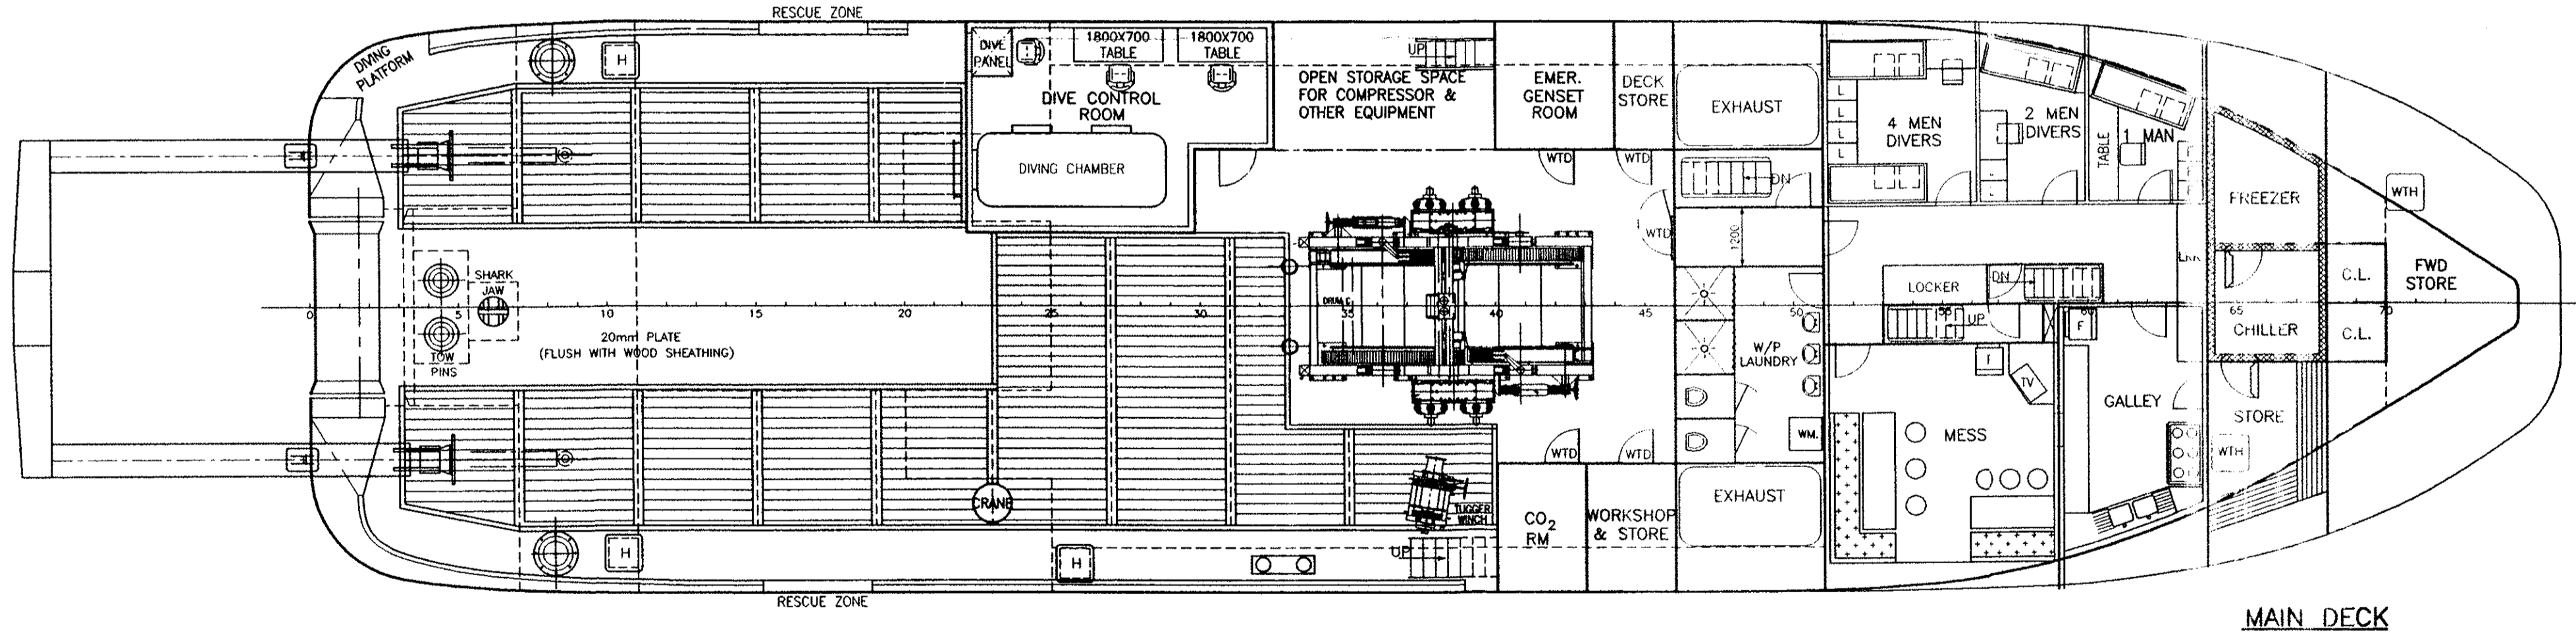 RESCUE ZONE
DIVING
PLATFORM
H
DIVE
PANEL
1800X700
TABLE
1800X700
TABLE
DIVE CONTROL
ROOM
DIVING CHAMBER
UP
OPEN STORAGE SPACE
FOR COMPRESSOR &
OTHER EQUIPMENT
EMER.
GENSET
ROOM
DECK
STORE
EXHAUST
WTD
WTD
WTD
DN
1200
L
L
L
L
4 MEN
DIVERS
2 MEN
DIVERS
L
L
TABLE
1 MAN
FREEZER
WTH
SHARK
JAW
TOW
PINS
0
5
10
15
20
25
30
35
40
45
50
55
60
65
70
20mm PLATE
(FLUSH WITH WOOD SHEATHING)
LOCKER
DN
UP
F
F
TV
C.L.
C.L.
FWD
STORE
CHILLER
W/P
LAUNDRY
WM.
MESS
GALLEY
STORE
WTH
WTD
WTD
CRANE
TUGGER
WINCH
CO2
RM
WORKSHOP
& STORE
EXHAUST
UP
H
H
RESCUE ZONE
MAIN DECK